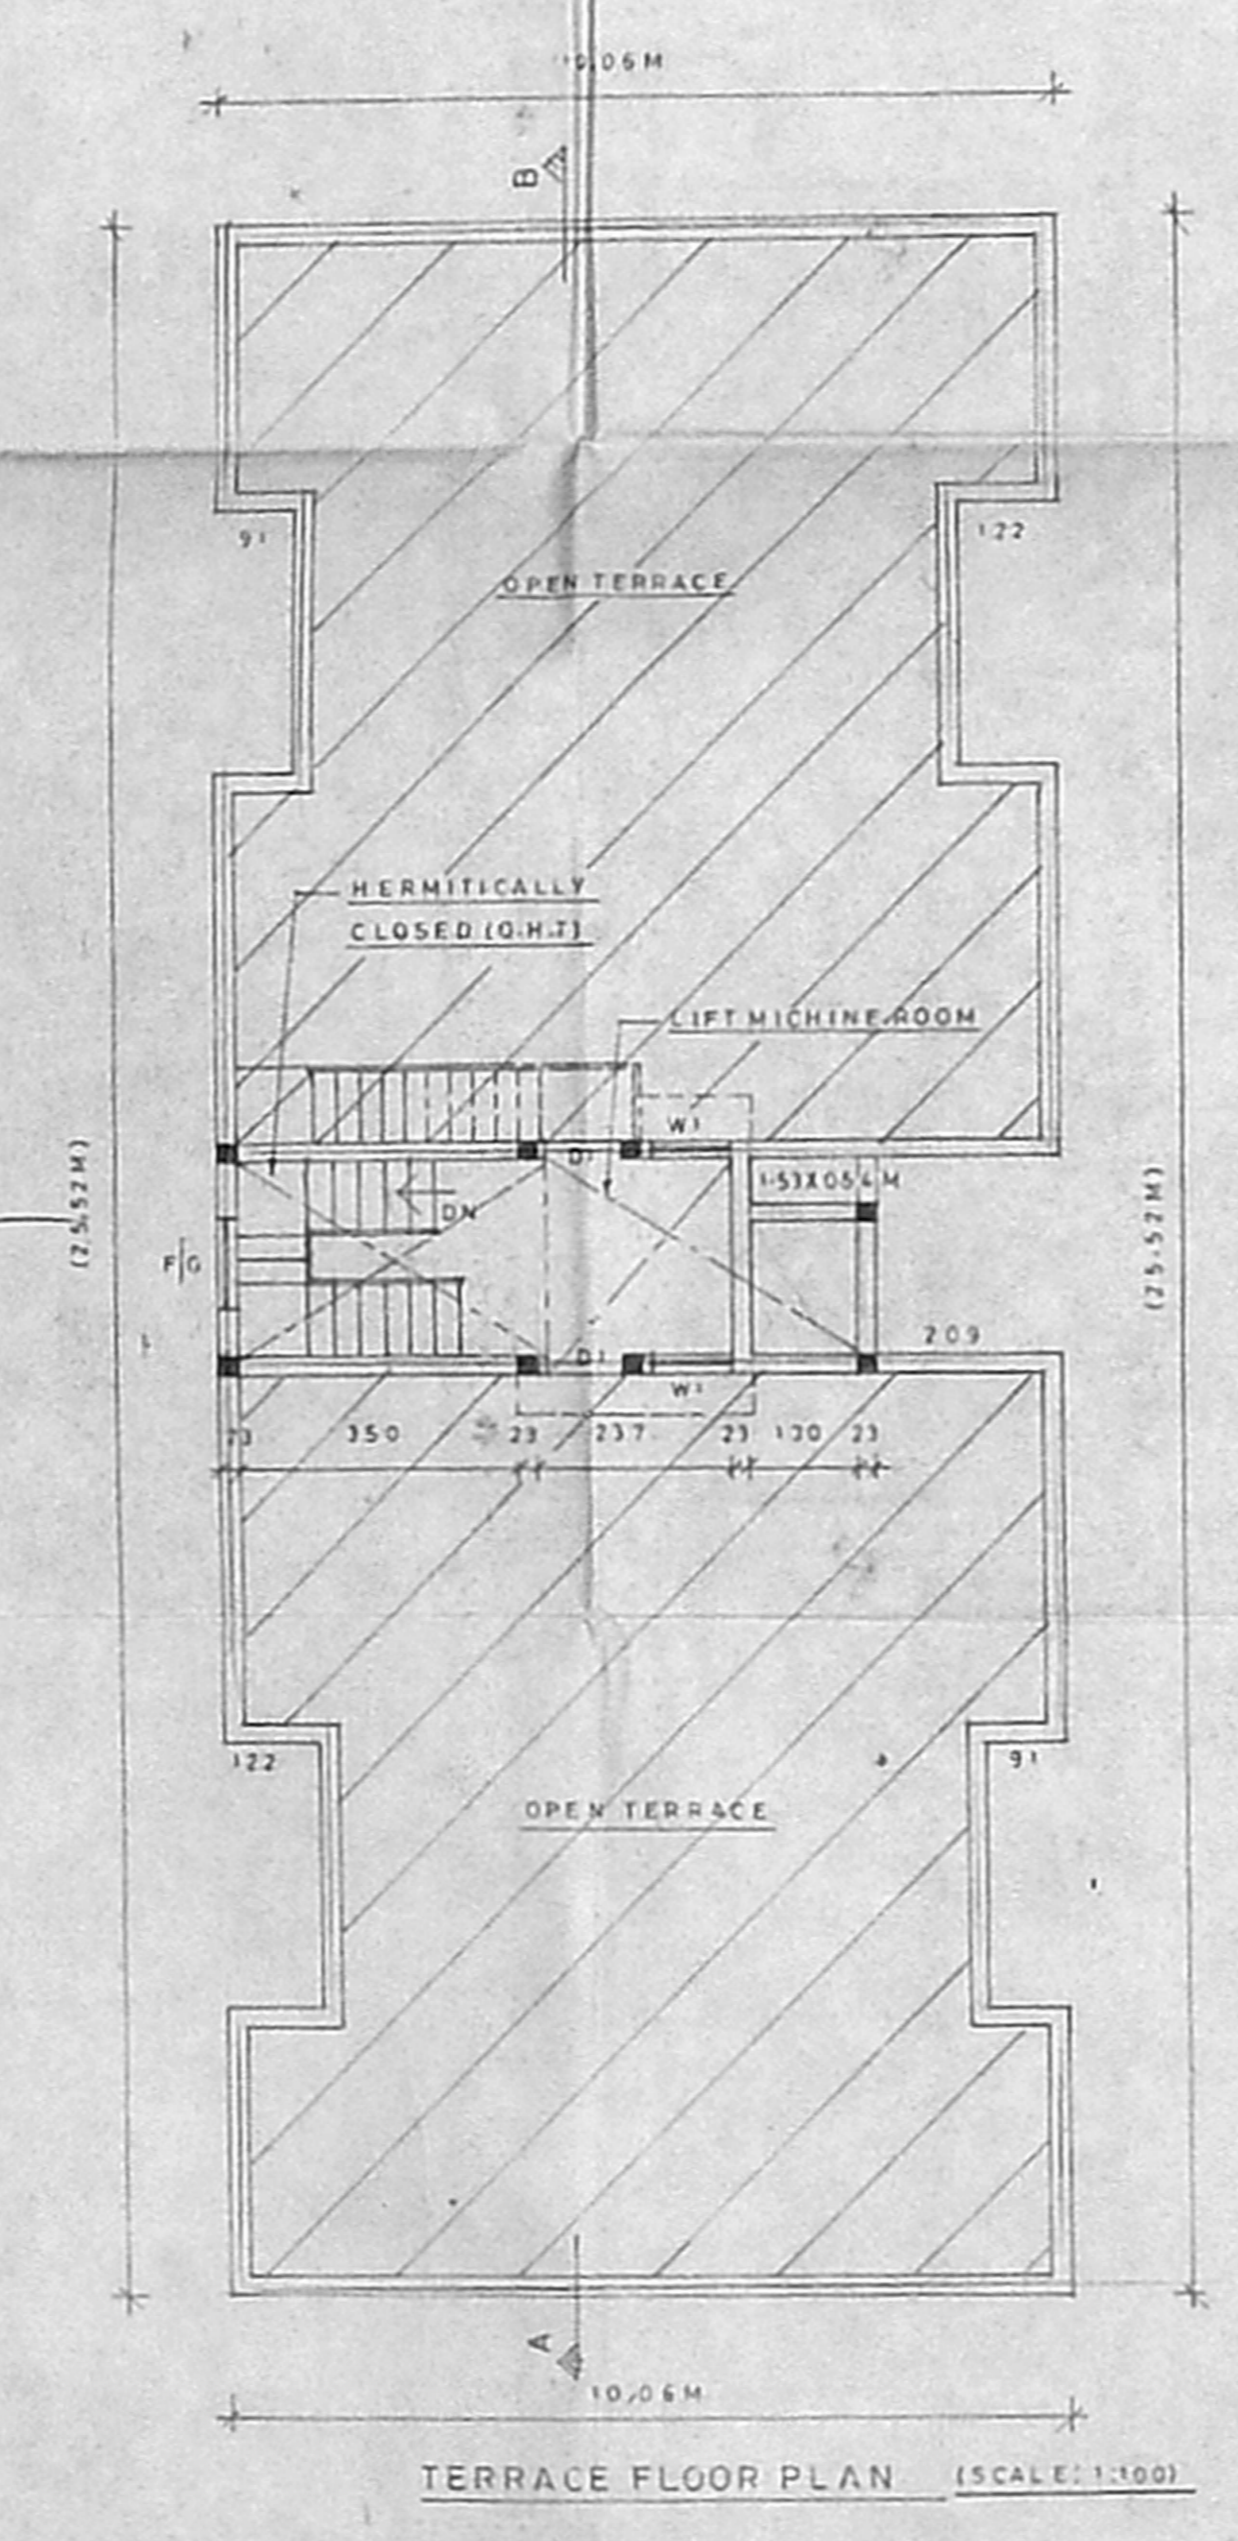 10.06M
B
91
122
OPEN TERRACE
HERMITICALLY
CLOSED (O.H.T)
LIFT MICHINE ROOM
W1
D1
1.53X0.54M
DN
(25.52M)
(25.52M)
F/G
209
D1
W1
23 350 23 237 23 130 23
122
91
OPEN TERRACE
A
10.06M
TERRACE FLOOR PLAN (SCALE: 1:100)